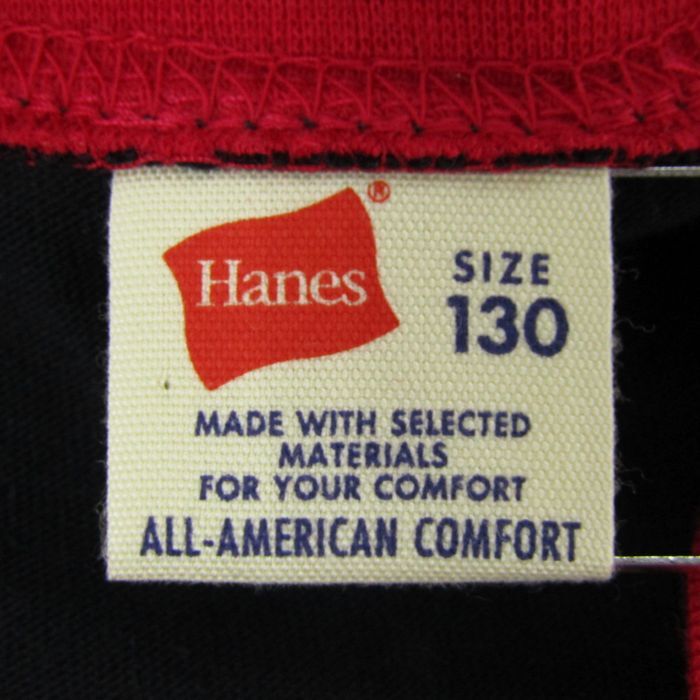 Hanes®
SIZE
130
MADE WITH SELECTED
MATERIALS
FOR YOUR COMFORT
ALL-AMERICAN COMFORT